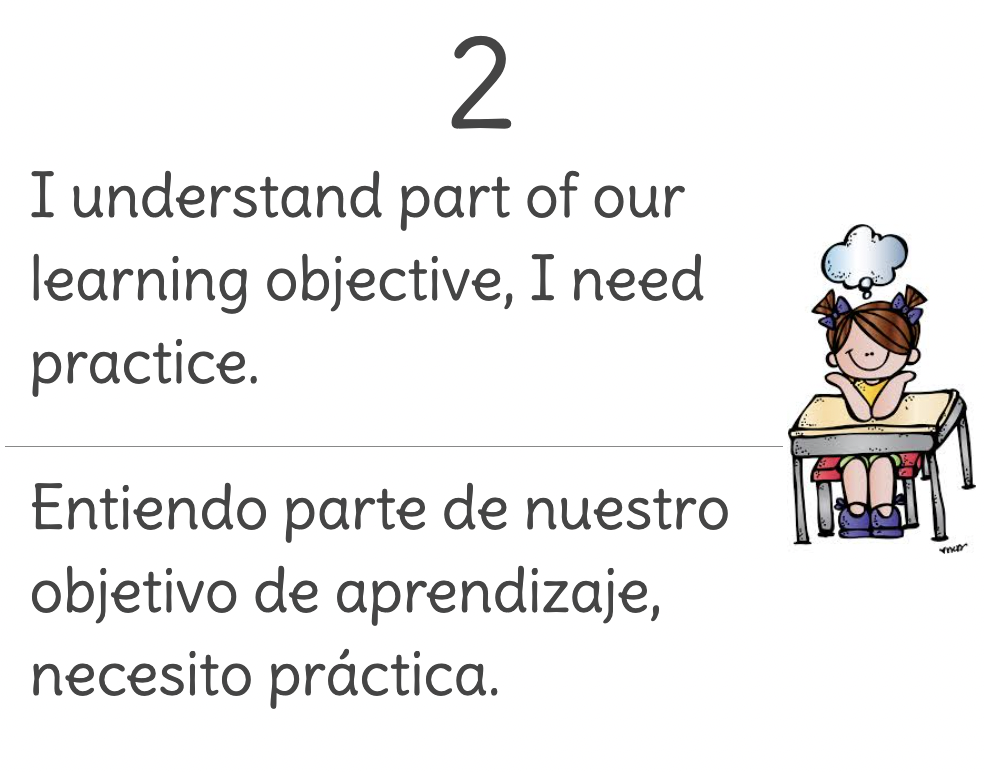 2
I understand part of our
learning objective, I need
practice.
Entiendo parte de nuestro
objetivo de aprendizaje,
necesito práctica.